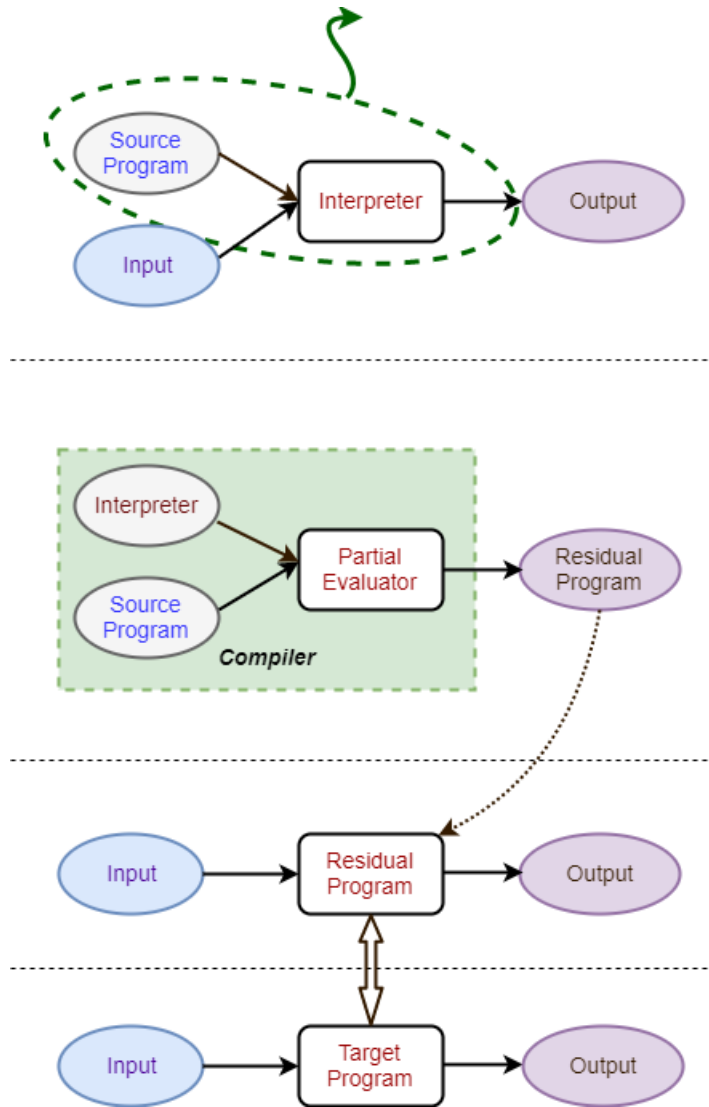 Source
Program
Interpreter
Output
Input
Interpreter
Partial
Evaluator
Residual
Program
Source
Program
Compiler
Input
Residual
Program
Output
Input
Target
Program
Output